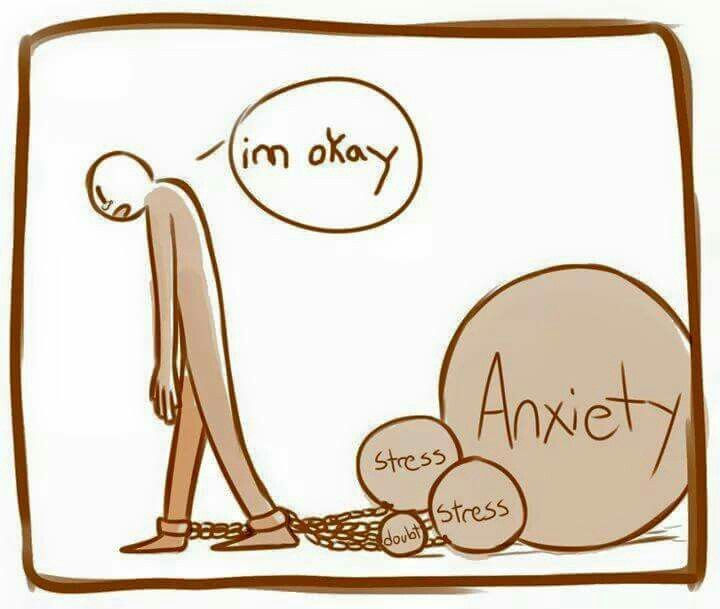 im okay
Anxiety
stress
stress
doubt